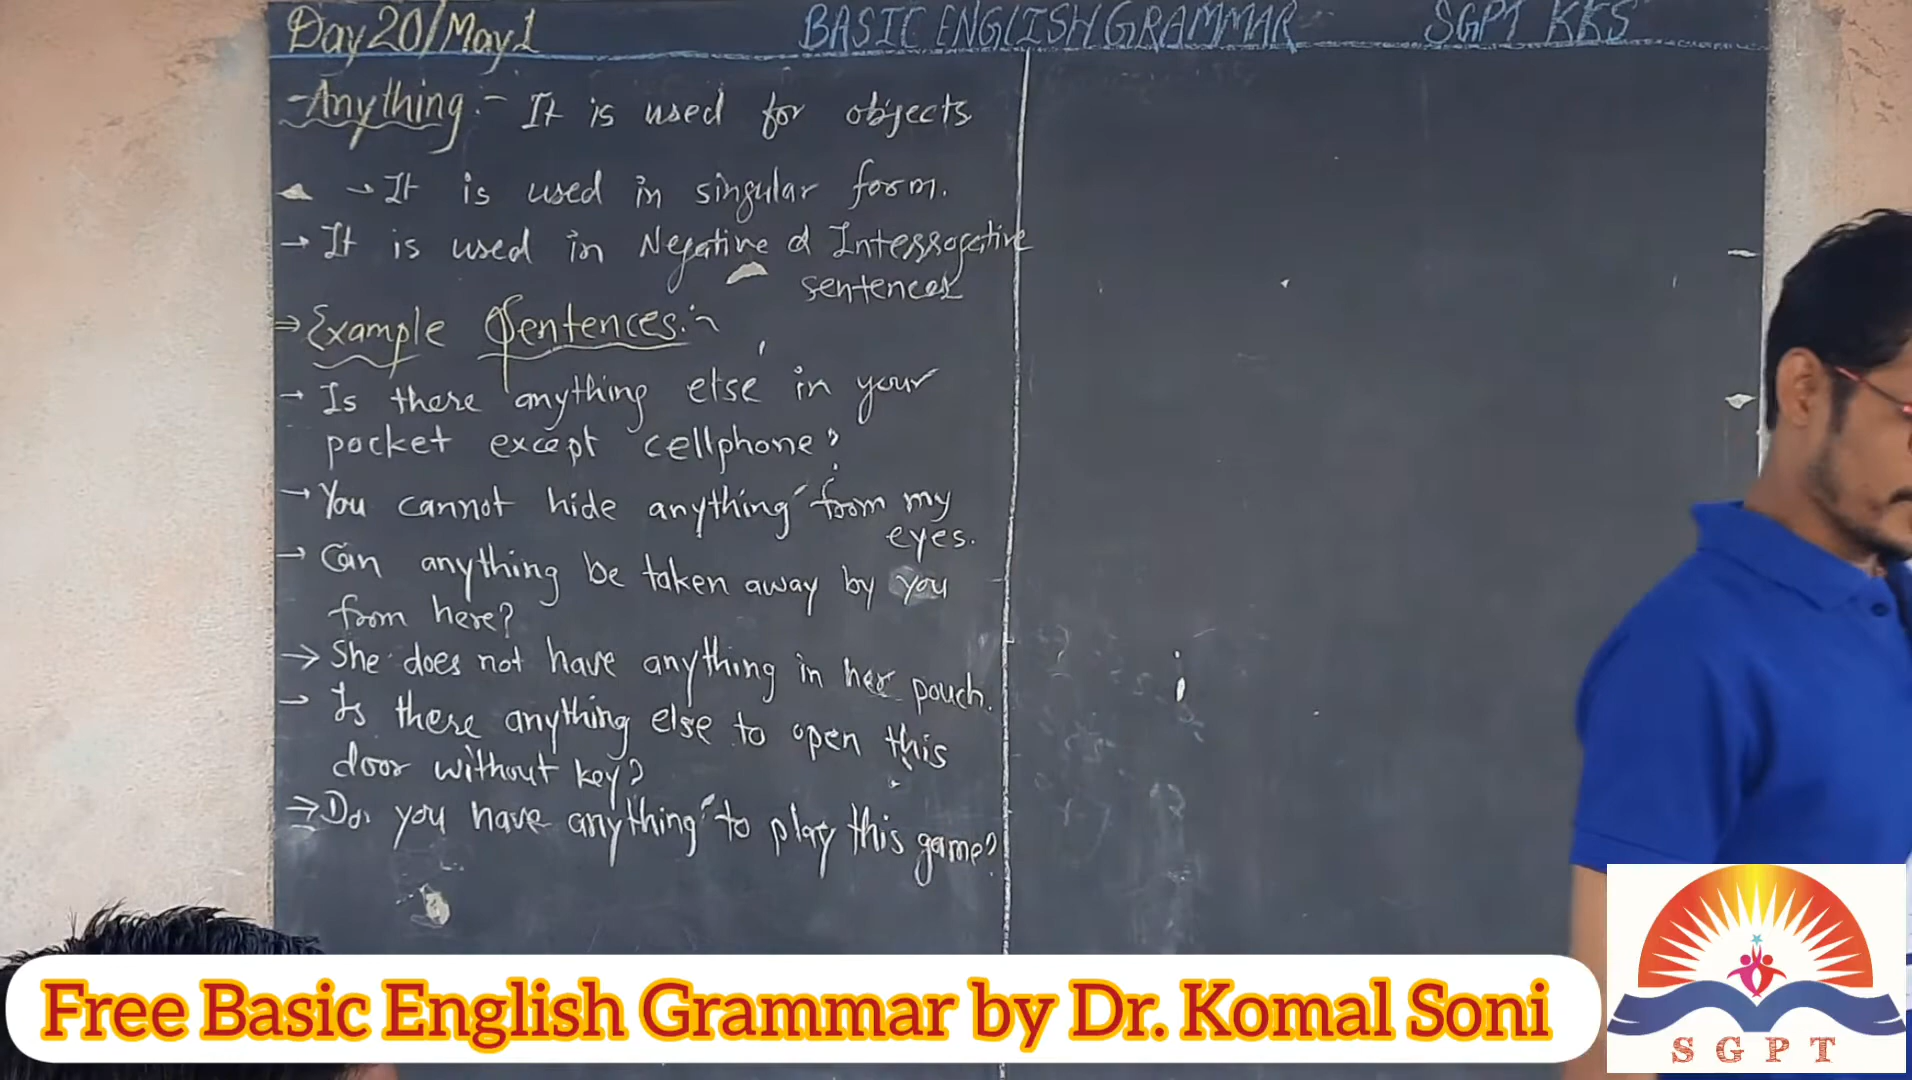 Day 20/May 1
BASIC ENGLISH GRAMMAR
SGPT KKS
Anything :- It is used for objects
→ It is used in singular form.
→ It is used in Negative & Interrogative
sentences
⇒ Example Sentences :-
→ Is there anything else in your
pocket except cellphone?
→ You cannot hide anything from my
eyes.
→ Can anything be taken away by you
from here?
→ She does not have anything in her pouch.
→ Is there anything else to open this
door without key?
⇒ Do you have anything to play this game?
Free Basic English Grammar by Dr. Komal Soni
SGPT